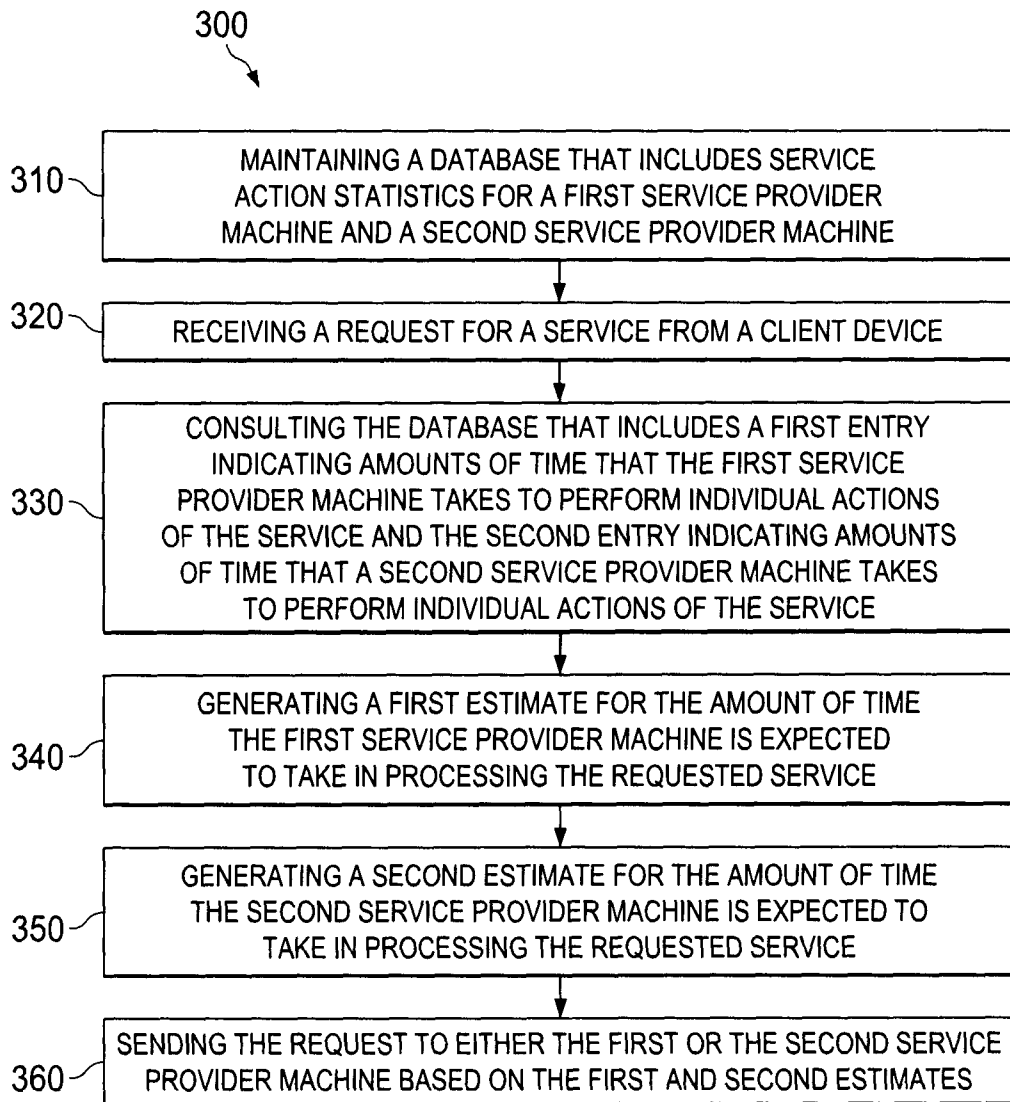 300
310
MAINTAINING A DATABASE THAT INCLUDES SERVICE
ACTION STATISTICS FOR A FIRST SERVICE PROVIDER
MACHINE AND A SECOND SERVICE PROVIDER MACHINE
320
RECEIVING A REQUEST FOR A SERVICE FROM A CLIENT DEVICE
330
CONSULTING THE DATABASE THAT INCLUDES A FIRST ENTRY
INDICATING AMOUNTS OF TIME THAT THE FIRST SERVICE
PROVIDER MACHINE TAKES TO PERFORM INDIVIDUAL ACTIONS
OF THE SERVICE AND THE SECOND ENTRY INDICATING AMOUNTS
OF TIME THAT A SECOND SERVICE PROVIDER MACHINE TAKES
TO PERFORM INDIVIDUAL ACTIONS OF THE SERVICE
340
GENERATING A FIRST ESTIMATE FOR THE AMOUNT OF TIME
THE FIRST SERVICE PROVIDER MACHINE IS EXPECTED
TO TAKE IN PROCESSING THE REQUESTED SERVICE
350
GENERATING A SECOND ESTIMATE FOR THE AMOUNT OF TIME
THE SECOND SERVICE PROVIDER MACHINE IS EXPECTED TO
TAKE IN PROCESSING THE REQUESTED SERVICE
360
SENDING THE REQUEST TO EITHER THE FIRST OR THE SECOND SERVICE
PROVIDER MACHINE BASED ON THE FIRST AND SECOND ESTIMATES